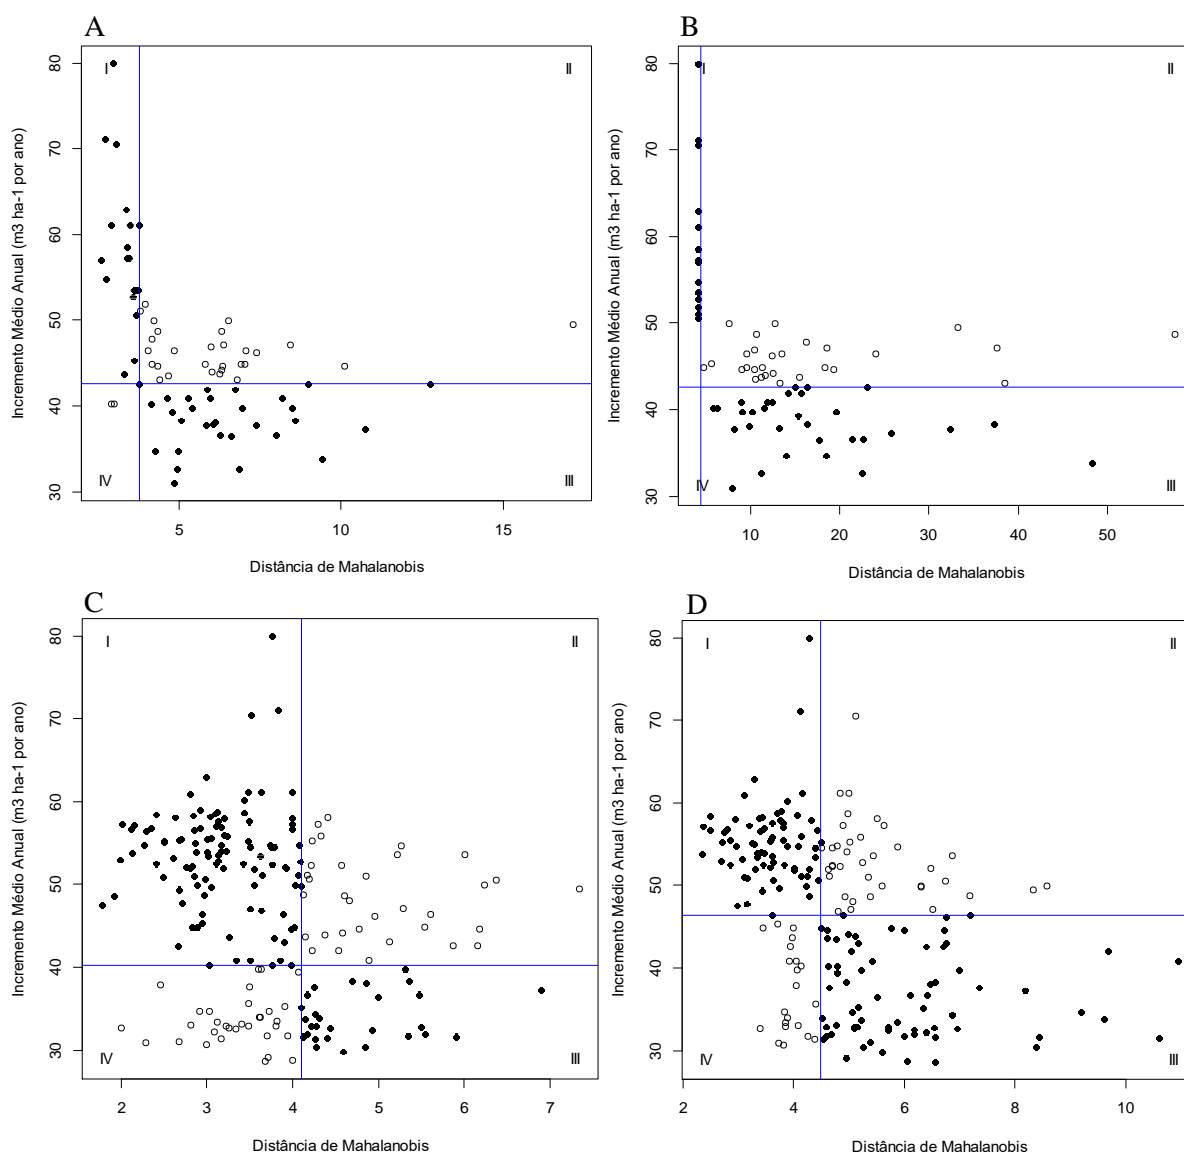 A
Incremento Médio Anual (m3 ha-1 por ano)
80
70
60
50
40
30
I
II
IV
III
5
10
15
Distância de Mahalanobis
B
Incremento Médio Anual (m3 ha-1 por ano)
80
70
60
50
40
30
I
II
IV
III
10
20
30
40
50
Distância de Mahalanobis
C
Incremento Médio Anual (m3 ha-1 por ano)
80
70
60
50
40
30
I
II
IV
III
2
3
4
5
6
7
Distância de Mahalanobis
D
Incremento Médio Anual (m3 ha-1 por ano)
80
70
60
50
40
30
I
II
IV
III
2
4
6
8
10
Distância de Mahalanobis